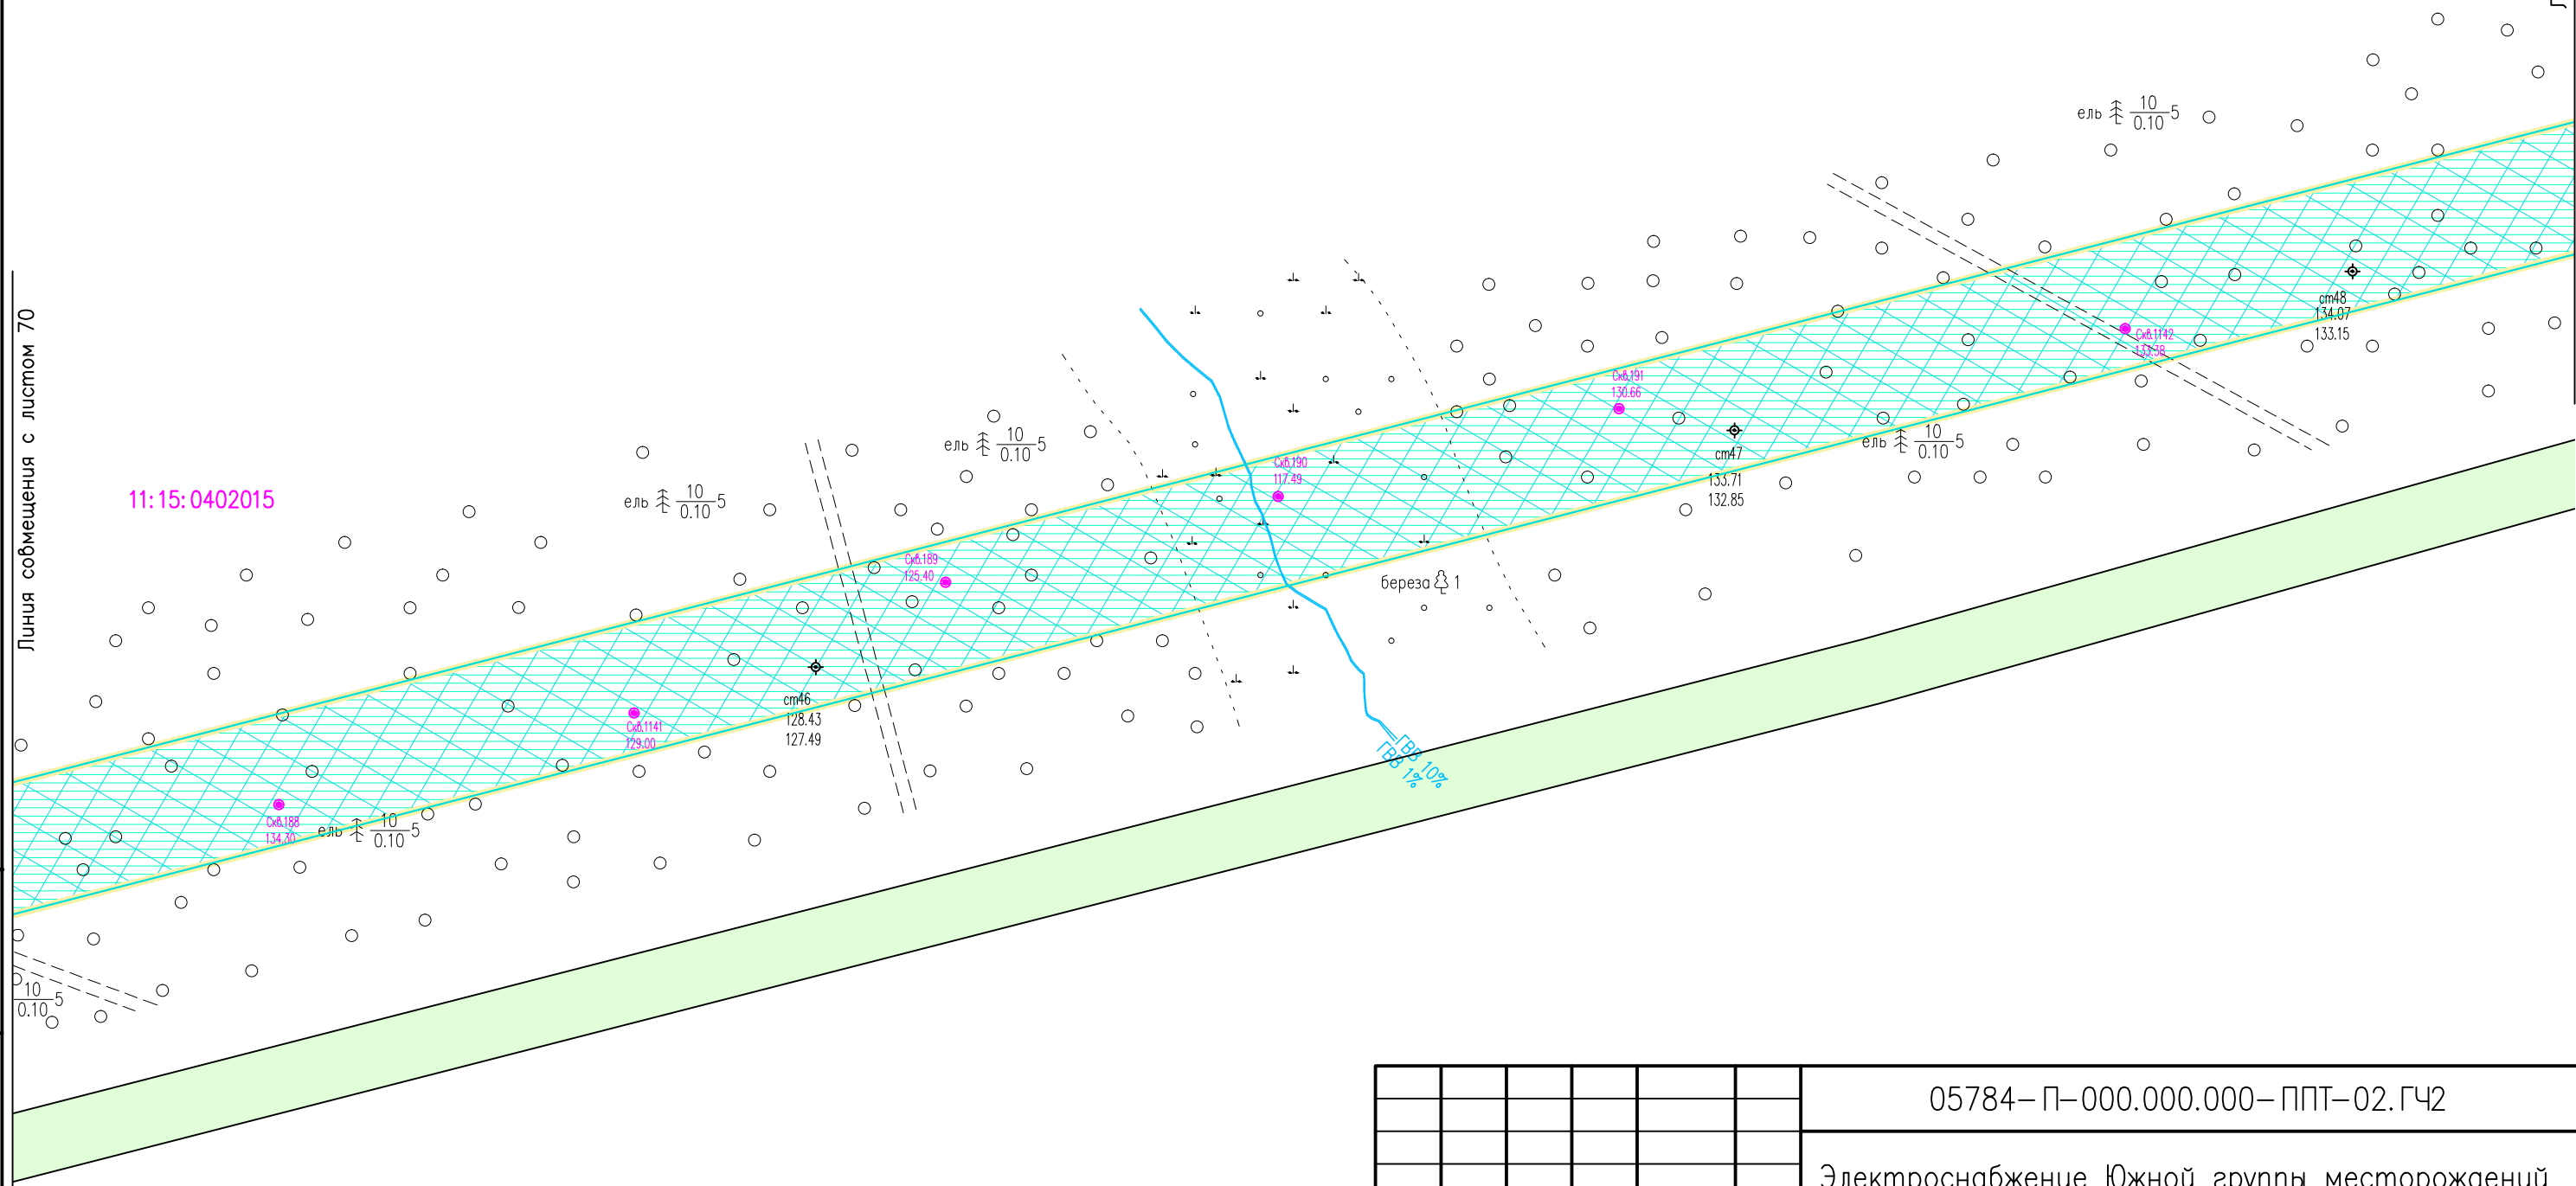 Линия совмещения с листом 70
11:15:0402015
ель 10 5
0.10
ель 10 5
0.10
ель 10 5
0.10
ель 10 5
0.10
ель 10 5
0.10
10 5
0.10
Скв.188
134.30
Скв.1141
129.00
ст46
128.43
127.49
Скв.189
125.40
Скв.190
117.49
береза 1
ГВВ 10%
ГВВ 1%
Скв.191
130.66
ст47
133.71
132.85
Скв.1142
133.38
ст48
134.07
133.15
05784-П-000.000.000-ППТ-02.ГЧ2
Электроснабжение Южной группы месторождений